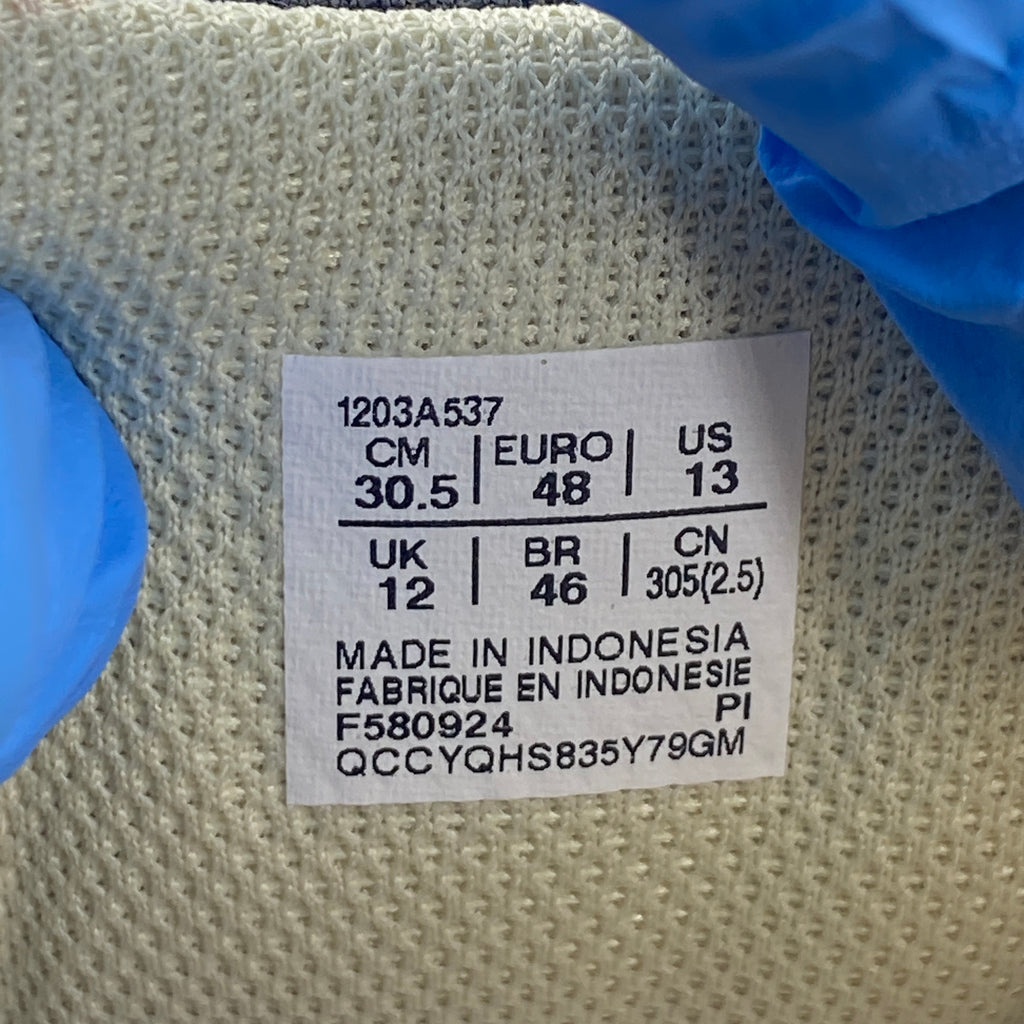 1203A537
CM | EURO | US
30.5 | 48 | 13
UK | BR | CN
12 | 46 | 305(2.5)
MADE IN INDONESIA
FABRIQUE EN INDONESIE
F580924 PI
QCCYQHS835Y79GM